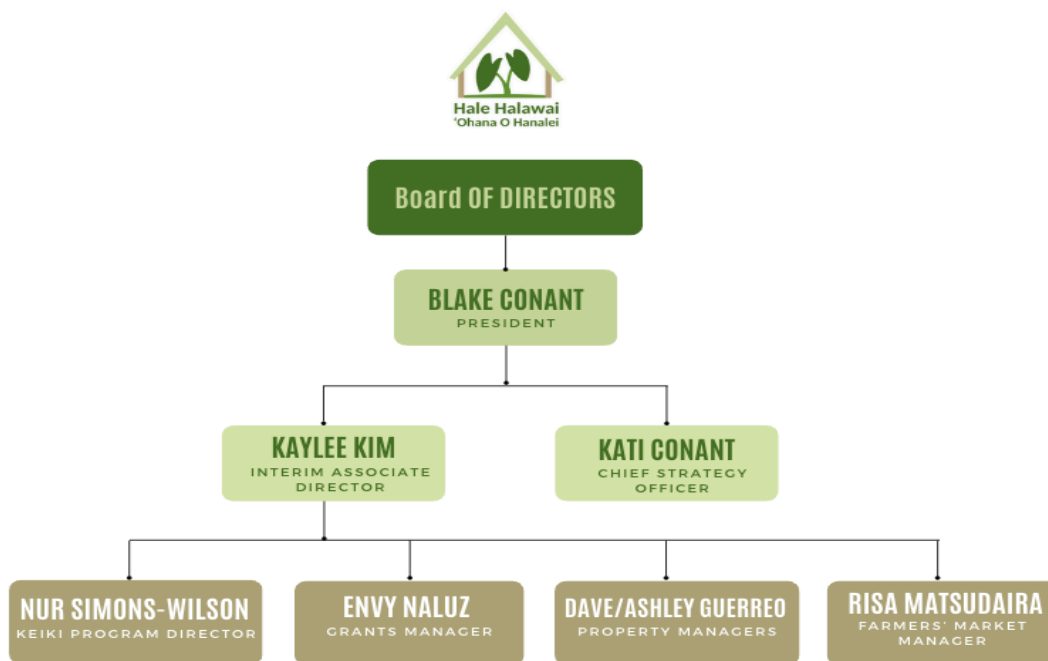 Hale Halawai
‘Ohana O Hanalei
Board OF DIRECTORS
BLAKE CONANT
PRESIDENT
KAYLEE KIM
INTERIM ASSOCIATE
DIRECTOR
KATI CONANT
CHIEF STRATEGY
OFFICER
NUR SIMONS-WILSON
KEIKI PROGRAM DIRECTOR
ENVY NALUZ
GRANTS MANAGER
DAVE/ASHLEY GUERREO
PROPERTY MANAGERS
RISA MATSUDAIRA
FARMERS' MARKET
MANAGER